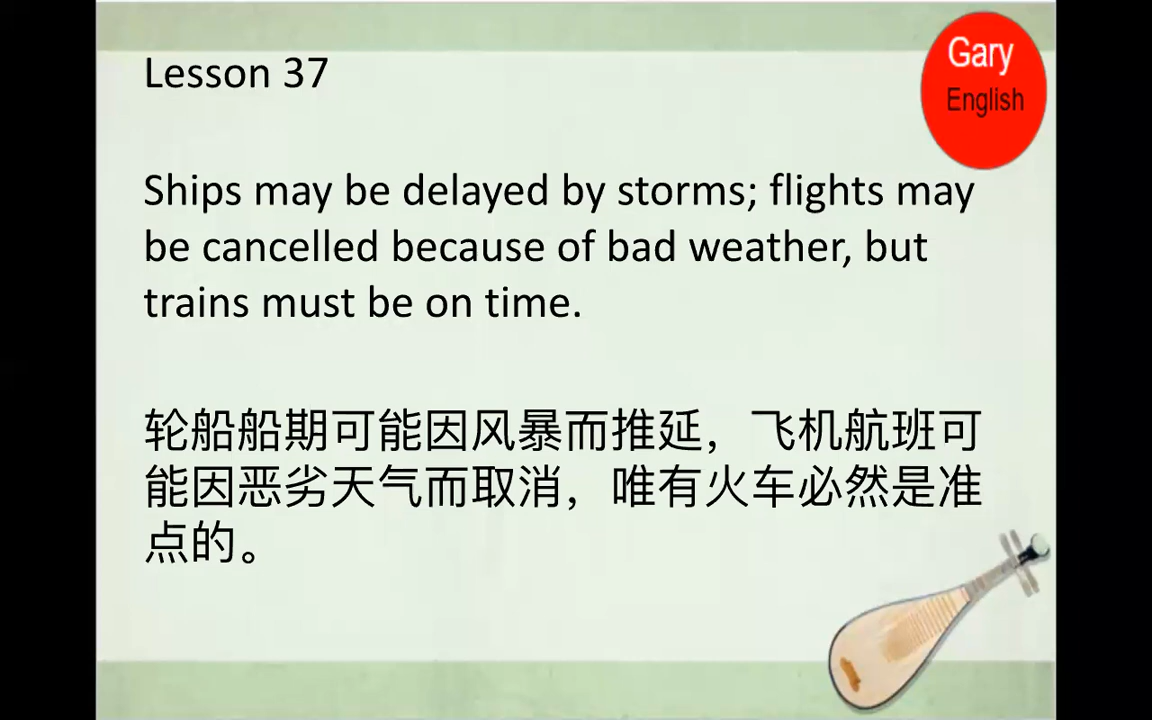 Lesson 37
Gary
English
Ships may be delayed by storms; flights may
be cancelled because of bad weather, but
trains must be on time.
轮船船期可能因风暴而推延，飞机航班可
能因恶劣天气而取消，唯有火车必然是准
点的。